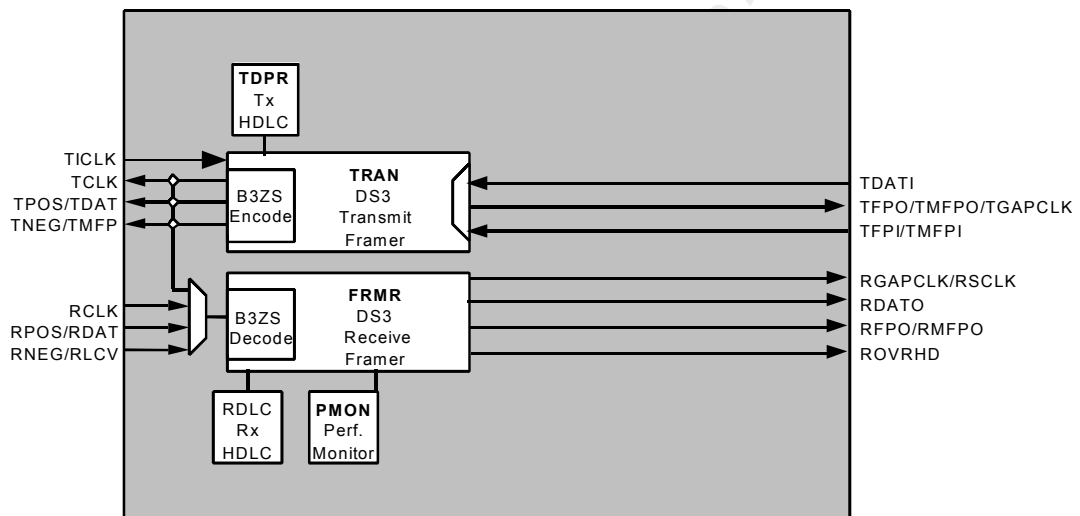 TDPR
Tx
HDLC
TICLK
TCLK
TPOS/TDAT
TNEG/TMFP
B3ZS
Encode
TRAN
DS3
Transmit
Framer
TDATI
TFPO/TMFPO/TGAPCLK
TFPI/TMFPI
RCLK
RPOS/RDAT
RNEG/RLCV
B3ZS
Decode
FRMR
DS3
Receive
Framer
RGAPCLK/RSCLK
RDATO
RFPO/RMFPO
ROVRHD
RDLC
Rx
HDLC
PMON
Perf.
Monitor